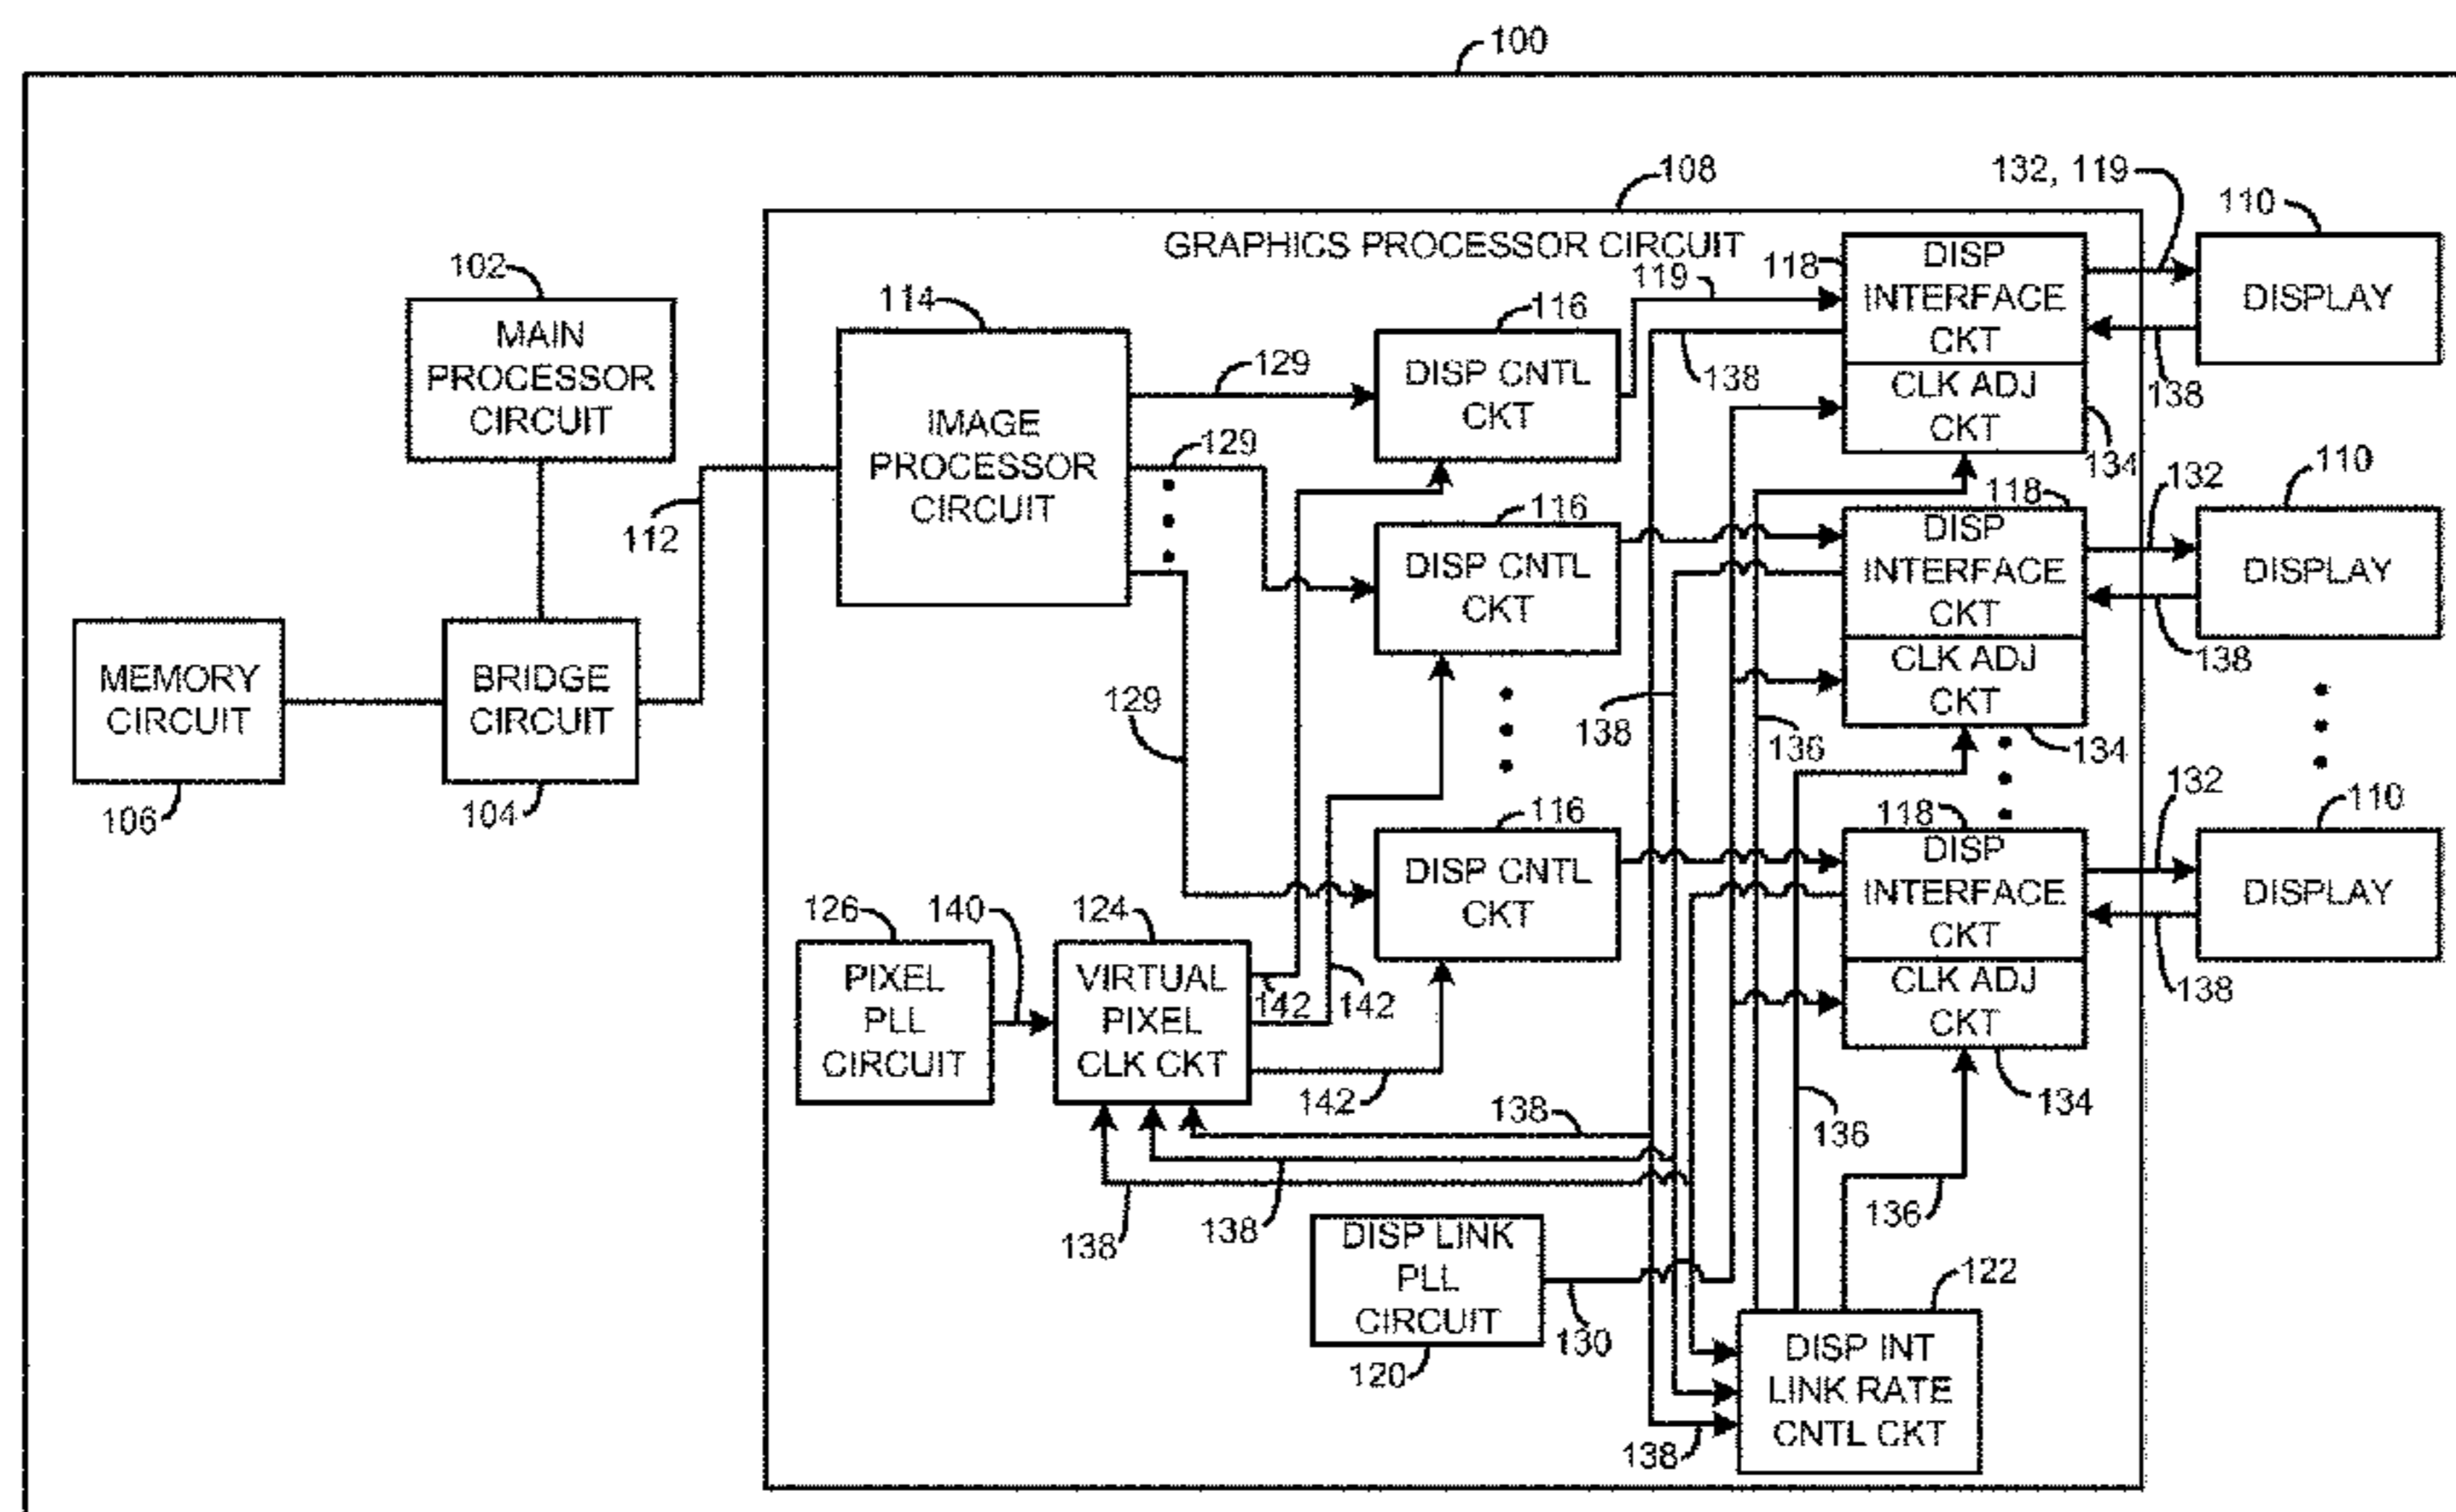 100
108
132, 119
110
GRAPHICS PROCESSOR CIRCUIT
102
MAIN
PROCESSOR
CIRCUIT
114
IMAGE
PROCESSOR
CIRCUIT
129
129
129
116
DISP CNTL
CKT
119
138
118
DISP
INTERFACE
CKT
CLK ADJ
CKT
134
DISPLAY
138
112
116
DISP CNTL
CKT
118
DISP
INTERFACE
CKT
CLK ADJ
CKT
134
132
110
DISPLAY
138
MEMORY
CIRCUIT
106
BRIDGE
CIRCUIT
104
138
136
116
DISP CNTL
CKT
118
DISP
INTERFACE
CKT
CLK ADJ
CKT
134
132
110
DISPLAY
138
126
PIXEL
PLL
CIRCUIT
140
124
VIRTUAL
PIXEL
CLK CKT
142
142
142
138
136
138
138
136
DISP LINK
PLL
CIRCUIT
120
130
122
DISP INT
LINK RATE
CNTL CKT
138